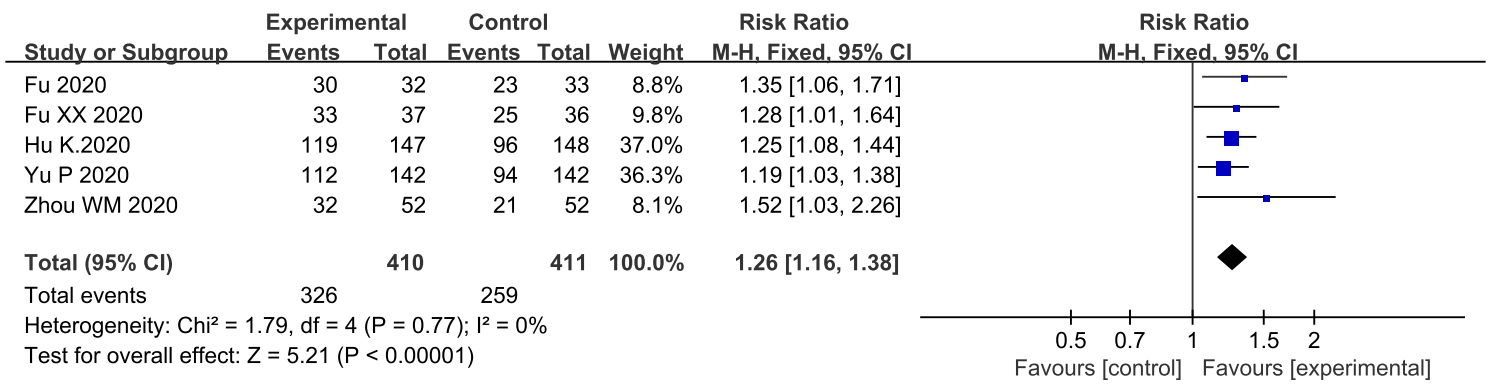 Experimental Control Risk Ratio Risk Ratio
Study or Subgroup Events Total Events Total Weight M-H, Fixed, 95% CI M-H, Fixed, 95% CI
Fu 2020 30 32 23 33 8.8% 1.35 [1.06, 1.71]
Fu XX 2020 33 37 25 36 9.8% 1.28 [1.01, 1.64]
Hu K.2020 119 147 96 148 37.0% 1.25 [1.08, 1.44]
Yu P 2020 112 142 94 142 36.3% 1.19 [1.03, 1.38]
Zhou WM 2020 32 52 21 52 8.1% 1.52 [1.03, 2.26]
Total (95% CI) 410 411 100.0% 1.26 [1.16, 1.38]
Total events 326 259
Heterogeneity: Chi² = 1.79, df = 4 (P = 0.77); I² = 0%
Test for overall effect: Z = 5.21 (P < 0.00001)
0.5 0.7 1 1.5 2
Favours [control] Favours [experimental]